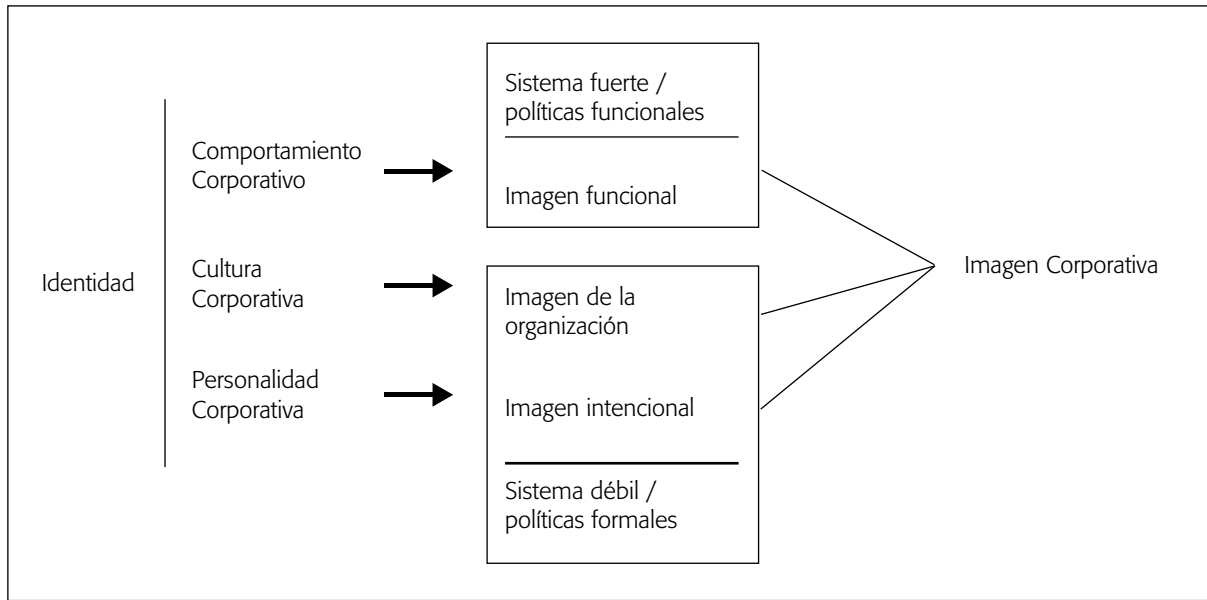 Identidad
Comportamiento
Corporativo
Cultura
Corporativa
Personalidad
Corporativa
Sistema fuerte /
políticas funcionales
Imagen funcional
Imagen de la
organización
Imagen intencional
Sistema débil /
políticas formales
Imagen Corporativa